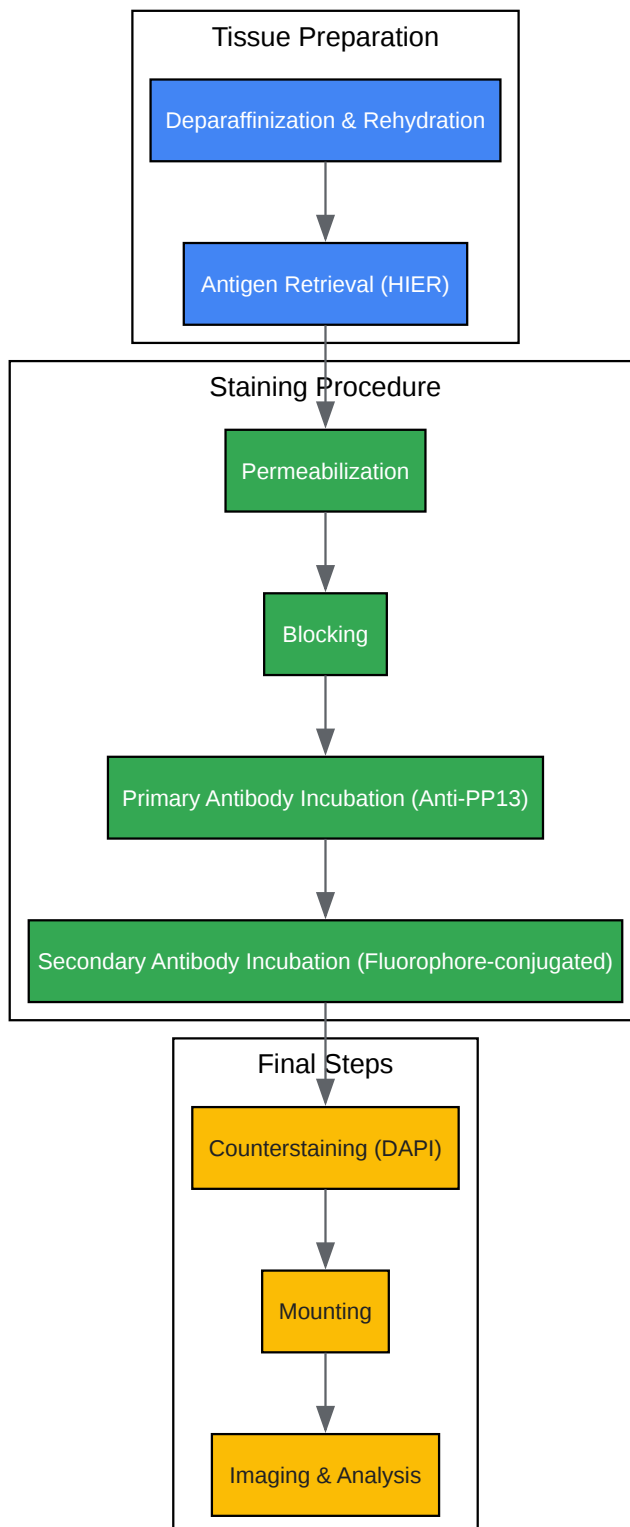 Tissue Preparation
Deparaffinization & Rehydration
Antigen Retrieval (HIER)
Staining Procedure
Permeabilization
Blocking
Primary Antibody Incubation (Anti-PP13)
Secondary Antibody Incubation (Fluorophore-conjugated)
Final Steps
Counterstaining (DAPI)
Mounting
Imaging & Analysis